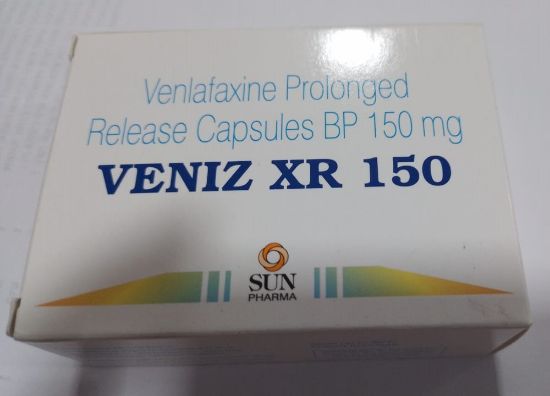 Venlafaxine Prolonged
Release Capsules BP 150 mg
VENIZ XR 150
SUN
PHARMA